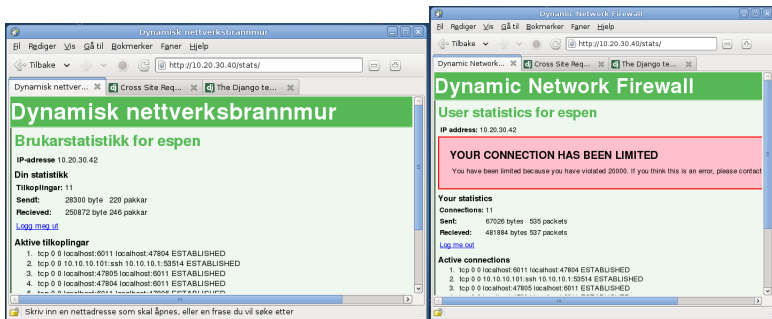 Dynamisk nettverksbrannmur
Fil Rediger Vis Gå til Bokmerker Faner Hjelp
Tilbake http://10.20.30.40/stats/
Dynamisk nettver... Cross Site Req... The Django te...
Dynamisk nettverksbrannmur
Brukarstatistikk for espen
IP-adresse 10.20.30.42
Din statistikk
Tilkoplingar: 11
Sendt: 28300 byte 220 pakkar
Recieved: 250872 byte 246 pakkar
Logg meg ut
Aktive tilkoplingar
1. tcp 0 0 localhost:6011 localhost:47804 ESTABLISHED
2. tcp 0 0 10.10.10.101:ssh 10.10.10.1:53514 ESTABLISHED
3. tcp 0 0 localhost:47805 localhost:6011 ESTABLISHED
4. tcp 0 0 localhost:47804 localhost:6011 ESTABLISHED
5. tcp 0 0 localhost:6011 localhost:47805 ESTABLISHED
Skriv inn en nettadresse som skal åpnes, eller en frase du vil søke etter
Dynamic Network Firewall
Fil Rediger Vis Gå til Bokmerker Faner Hjelp
Tilbake http://10.20.30.40/stats/
Dynamic Network... Cross Site Req... The Django te...
Dynamic Network Firewall
User statistics for espen
IP address: 10.20.30.42
YOUR CONNECTION HAS BEEN LIMITED
You have been limited because you have violated 20000. If you think this is an error, please contact
Your statistics
Connections: 11
Sent: 67026 bytes 535 packets
Recieved: 481884 bytes 537 packets
Log me out
Active connections
1. tcp 0 0 localhost:6011 localhost:47804 ESTABLISHED
2. tcp 0 0 10.10.10.101:ssh 10.10.10.1:53514 ESTABLISHED
3. tcp 0 0 localhost:47805 localhost:6011 ESTABLISHED